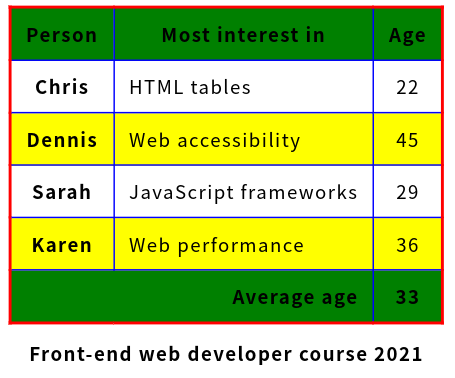 Person Most interest in Age
Chris HTML tables 22
Dennis Web accessibility 45
Sarah JavaScript frameworks 29
Karen Web performance 36
Average age 33
Front-end web developer course 2021